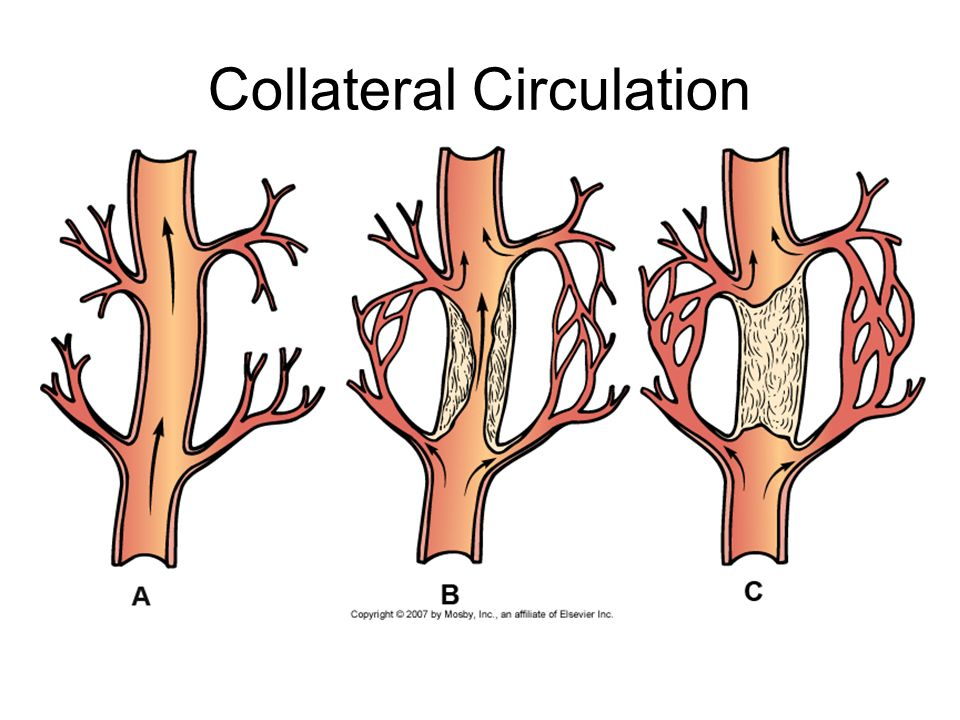 Collateral Circulation
A
B
C
Copyright © 2007 by Mosby, Inc., an affiliate of Elsevier Inc.